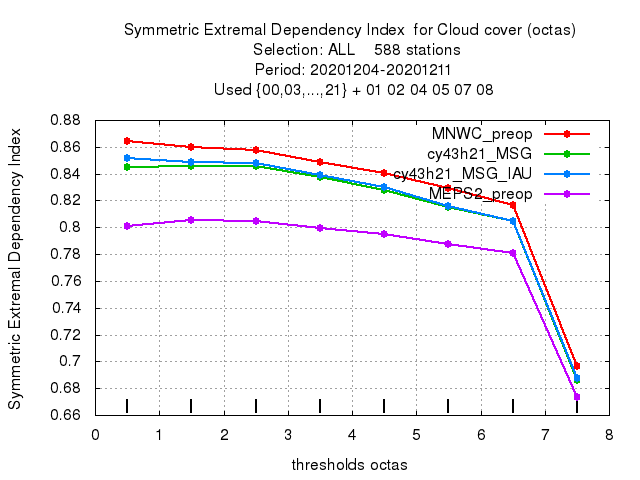 Symmetric Extremal Dependency Index  for Cloud cover (octas)
Selection: ALL    588 stations
Period: 20201204-20201211
Used {00,03,...,21} + 01 02 04 05 07 08
Symmetric Extremal Dependency Index
0.88
0.86
0.84
0.82
0.8
0.78
0.76
0.74
0.72
0.7
0.68
0.66
MNWC_preop
cy43h21_MSG
cy43h21_MSG_IAU
MEPS2_preop
0 1 2 3 4 5 6 7 8
thresholds octas